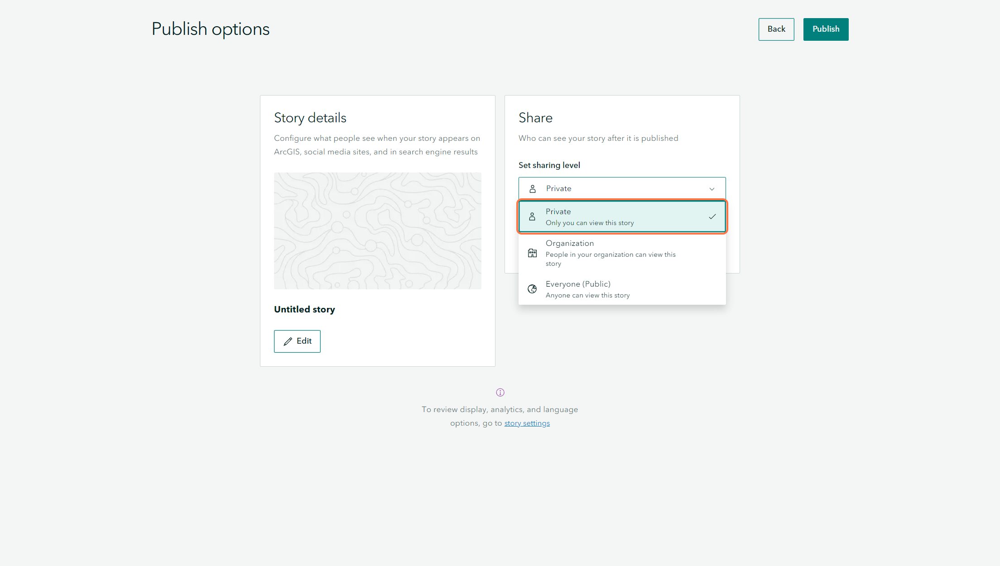 Publish options
Back
Publish
Story details
Configure what people see when your story appears on
ArcGIS, social media sites, and in search engine results
Untitled story
Edit
Share
Who can see your story after it is published
Set sharing level
Private
Private
Only you can view this story
Organization
People in your organization can view this
story
Everyone (Public)
Anyone can view this story
To review display, analytics, and language
options, go to story settings